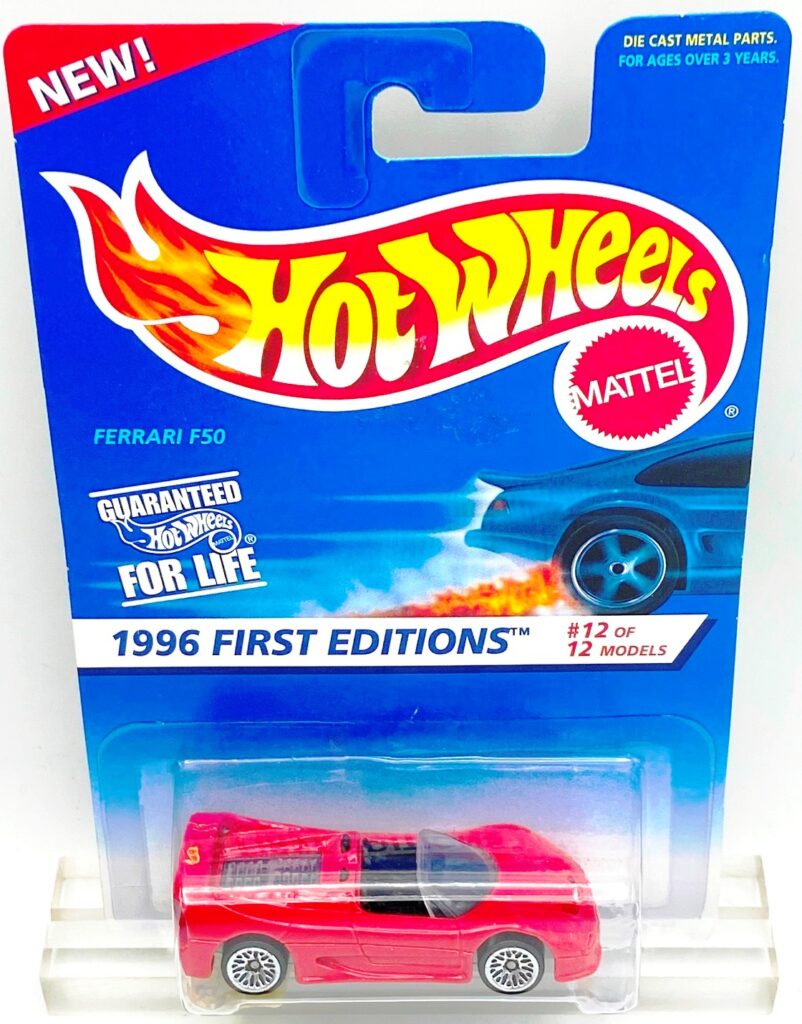 NEW!
DIE CAST METAL PARTS.
FOR AGES OVER 3 YEARS.
HOT WHEELS
MATTEL
®
FERRARI F50
GUARANTEED
HOT WHEELS
MATTEL ®
FOR LIFE
1996 FIRST EDITIONS™
#12 OF
12 MODELS